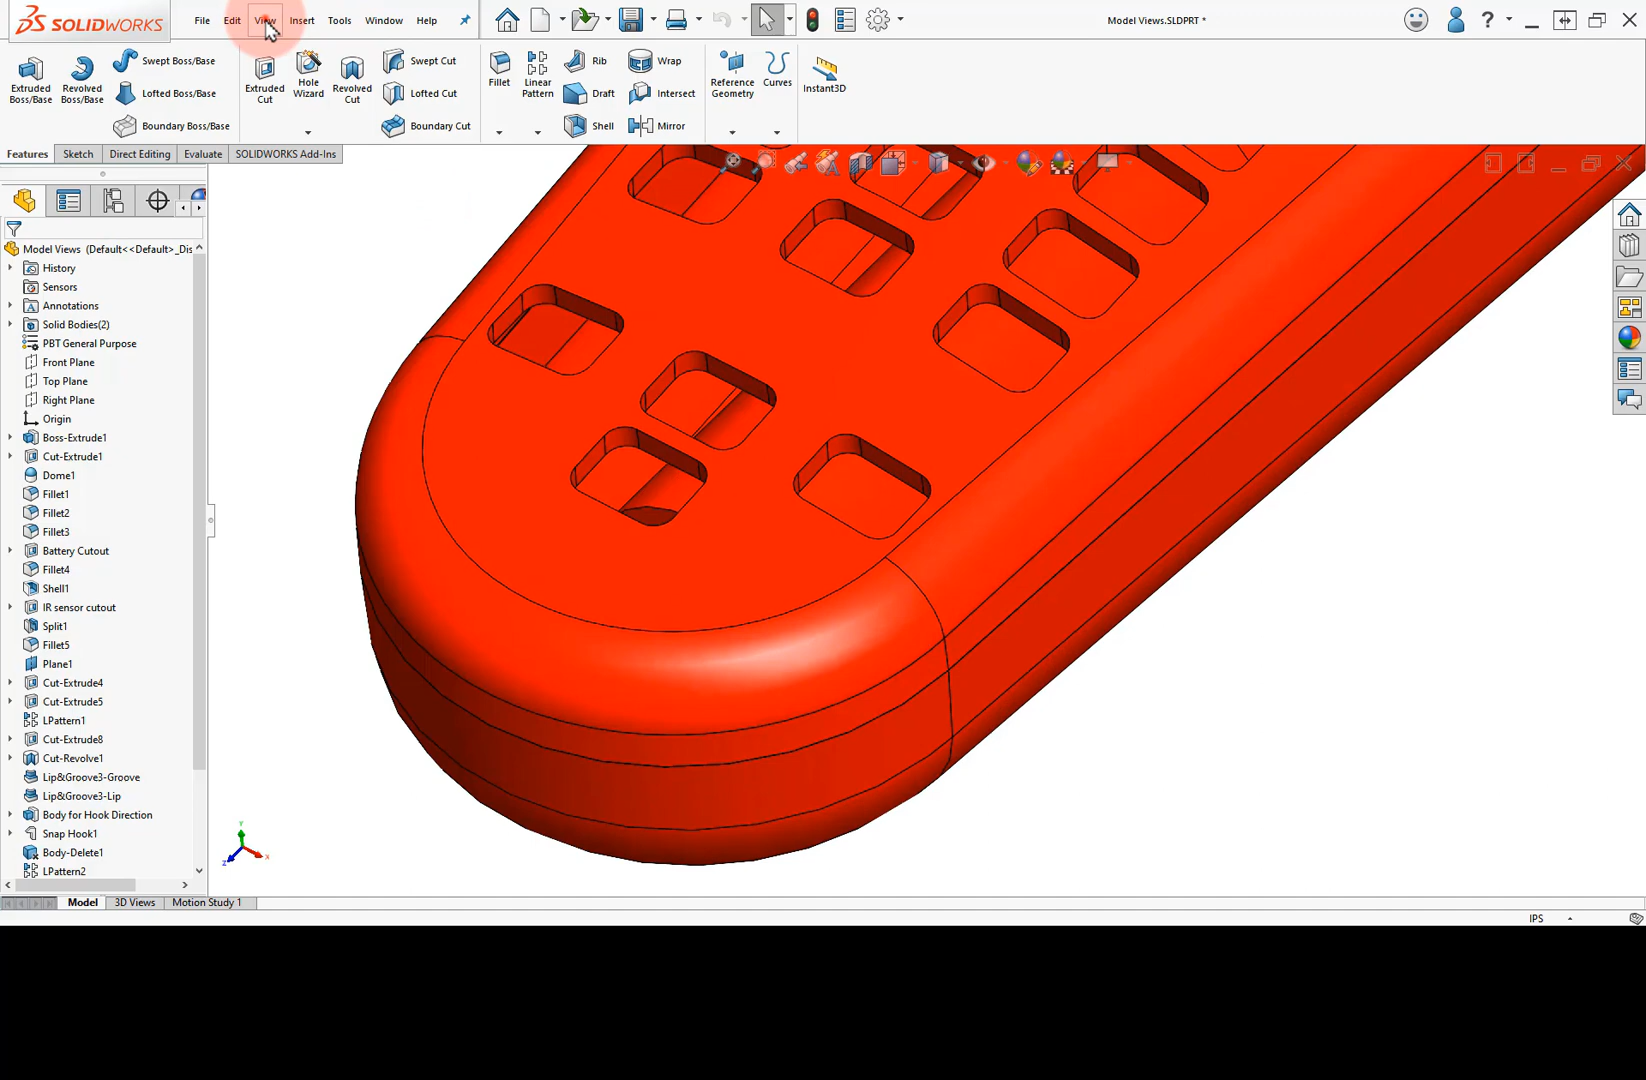 SOLIDWORKS
File Edit View Insert Tools Window Help
Model Views.SLDPRT *
Extruded Boss/Base
Revolved Boss/Base
Swept Boss/Base
Lofted Boss/Base
Boundary Boss/Base
Extruded Cut
Hole Wizard
Revolved Cut
Swept Cut
Lofted Cut
Boundary Cut
Fillet
Linear Pattern
Rib
Draft
Shell
Wrap
Intersect
Mirror
Reference Geometry
Curves
Instant3D
Features Sketch Direct Editing Evaluate SOLIDWORKS Add-Ins
Model Views (Default<<Default>_Dis
History
Sensors
Annotations
Solid Bodies(2)
PBT General Purpose
Front Plane
Top Plane
Right Plane
Origin
Boss-Extrude1
Cut-Extrude1
Dome1
Fillet1
Fillet2
Fillet3
Battery Cutout
Fillet4
Shell1
IR sensor cutout
Split1
Fillet5
Plane1
Cut-Extrude4
Cut-Extrude5
LPattern1
Cut-Extrude8
Cut-Revolve1
Lip&Groove3-Groove
Lip&Groove3-Lip
Body for Hook Direction
Snap Hook1
Body-Delete1
LPattern2
Y
X
Z
Model 3D Views Motion Study 1
IPS